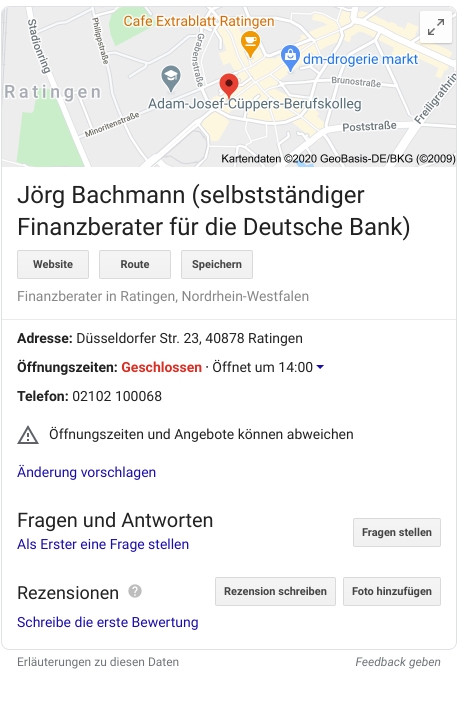 Cafe Extrablatt Ratingen
Stadionring
Philippstraße
Grabenstraße
dm-drogerie markt
Ratingen
Brunostraße
Adam-Josef-Cüppers-Berufskolleg
Freiligrathring
Minoritenstraße
Poststraße
Kartendaten ©2020 GeoBasis-DE/BKG (©2009)
Jörg Bachmann (selbstständiger
Finanzberater für die Deutsche Bank)
Website Route Speichern
Finanzberater in Ratingen, Nordrhein-Westfalen
Adresse: Düsseldorfer Str. 23, 40878 Ratingen
Öffnungszeiten: Geschlossen · Öffnet um 14:00
Telefon: 02102 100068
Öffnungszeiten und Angebote können abweichen
Änderung vorschlagen
Fragen und Antworten
Fragen stellen
Als Erster eine Frage stellen
Rezensionen ? Rezension schreiben Foto hinzufügen
Schreibe die erste Bewertung
Erläuterungen zu diesen Daten Feedback geben